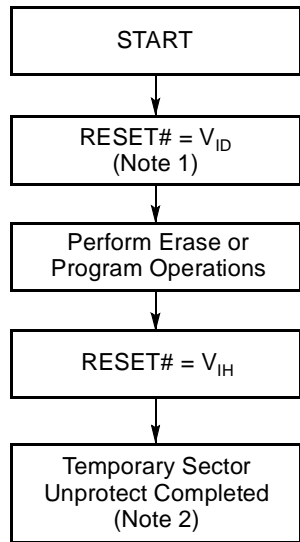 START
RESET# = V_ID
(Note 1)
Perform Erase or
Program Operations
RESET# = V_IH
Temporary Sector
Unprotect Completed
(Note 2)